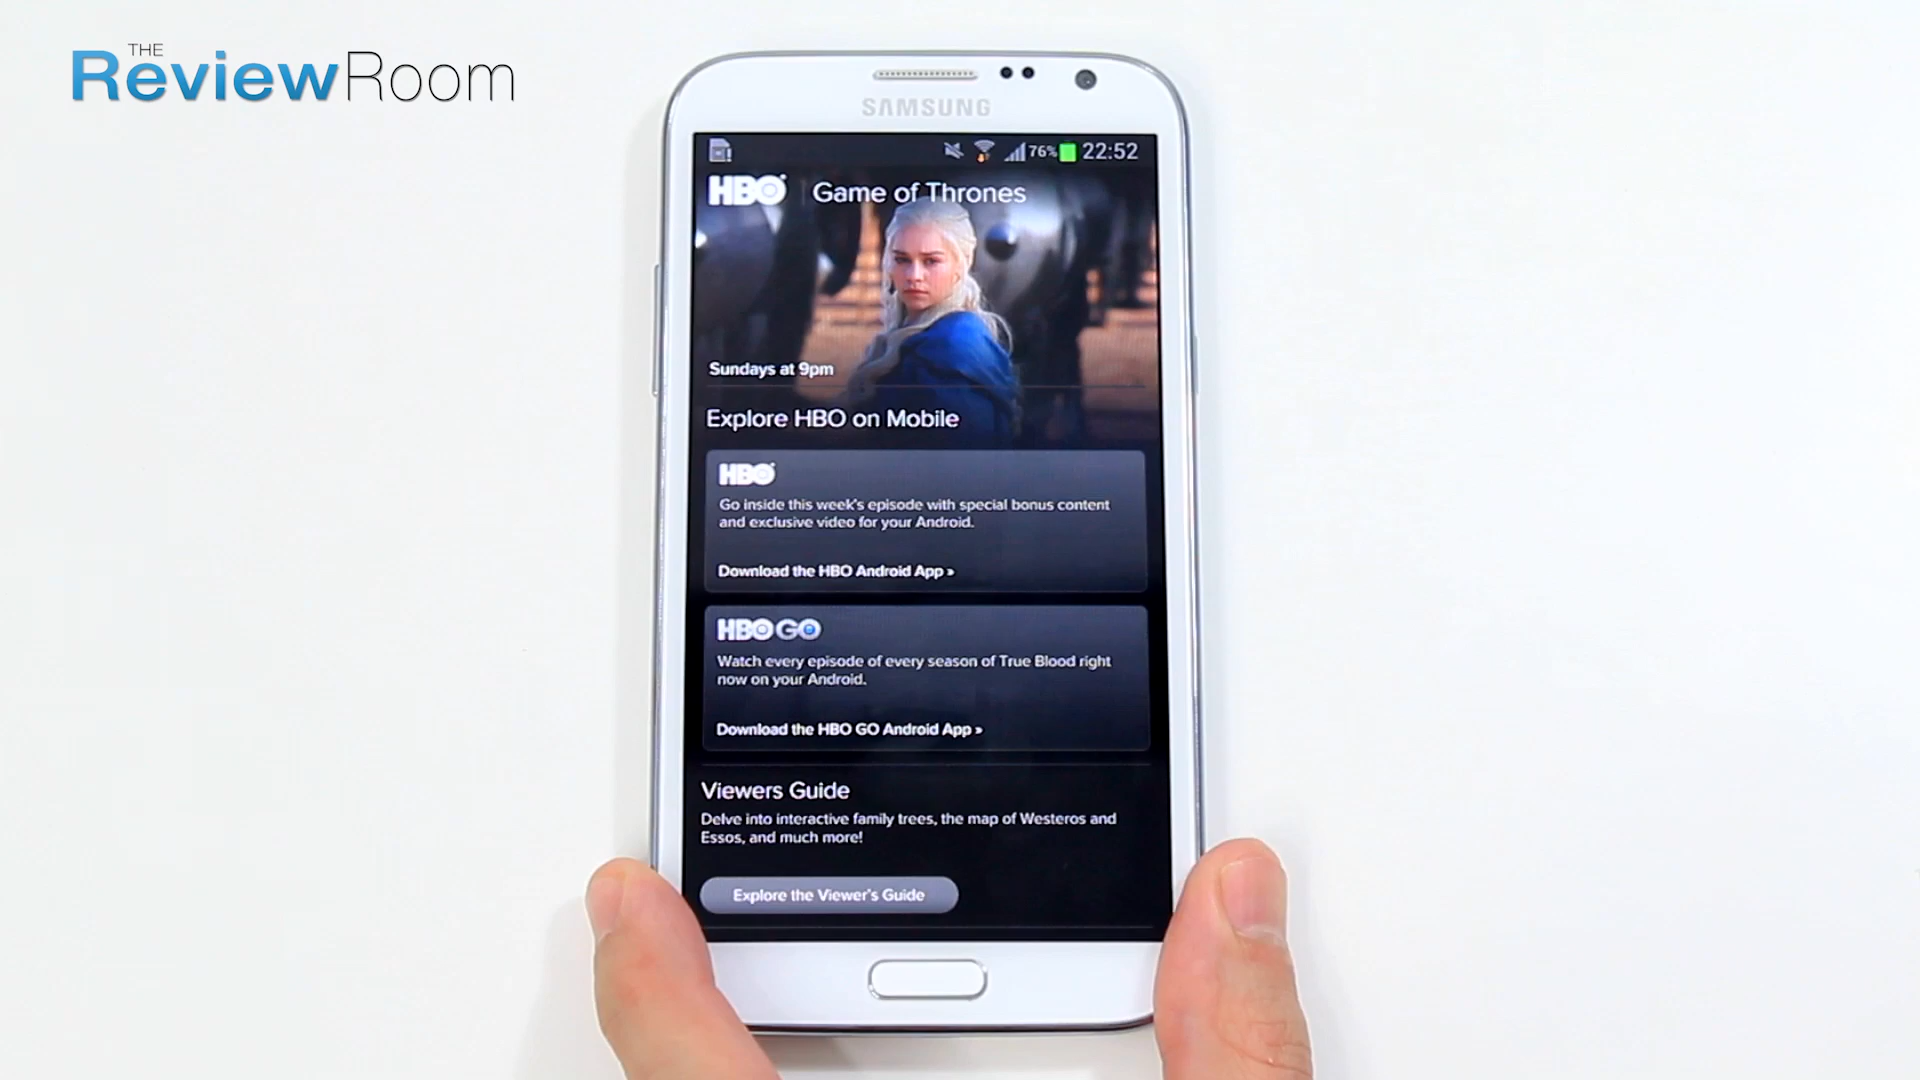 THE
ReviewRoom
SAMSUNG
76% 22:52
HBO Game of Thrones
Sundays at 9pm
Explore HBO on Mobile
HBO
Go inside this week's episode with special bonus content
and exclusive video for your Android.
Download the HBO Android App »
HBO GO
Watch every episode of every season of True Blood right
now on your Android.
Download the HBO GO Android App »
Viewers Guide
Delve into interactive family trees, the map of Westeros and
Essos, and much more!
Explore the Viewer's Guide